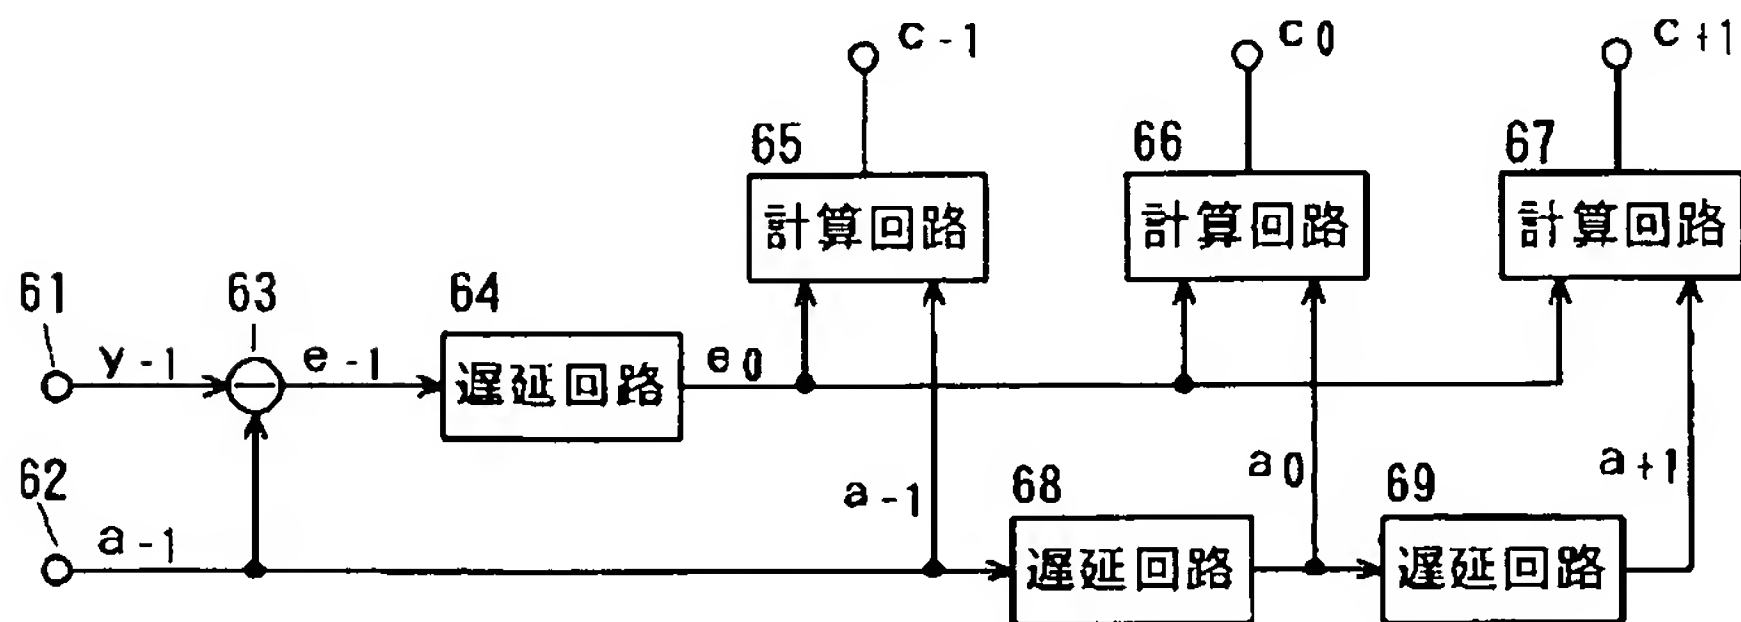 c-1
c0
c+1
65
66
67
計算回路
計算回路
計算回路
61
63
64
y-1
e-1
遅延回路
e0
62
a-1
a-1
68
a0
69
a+1
遅延回路
遅延回路